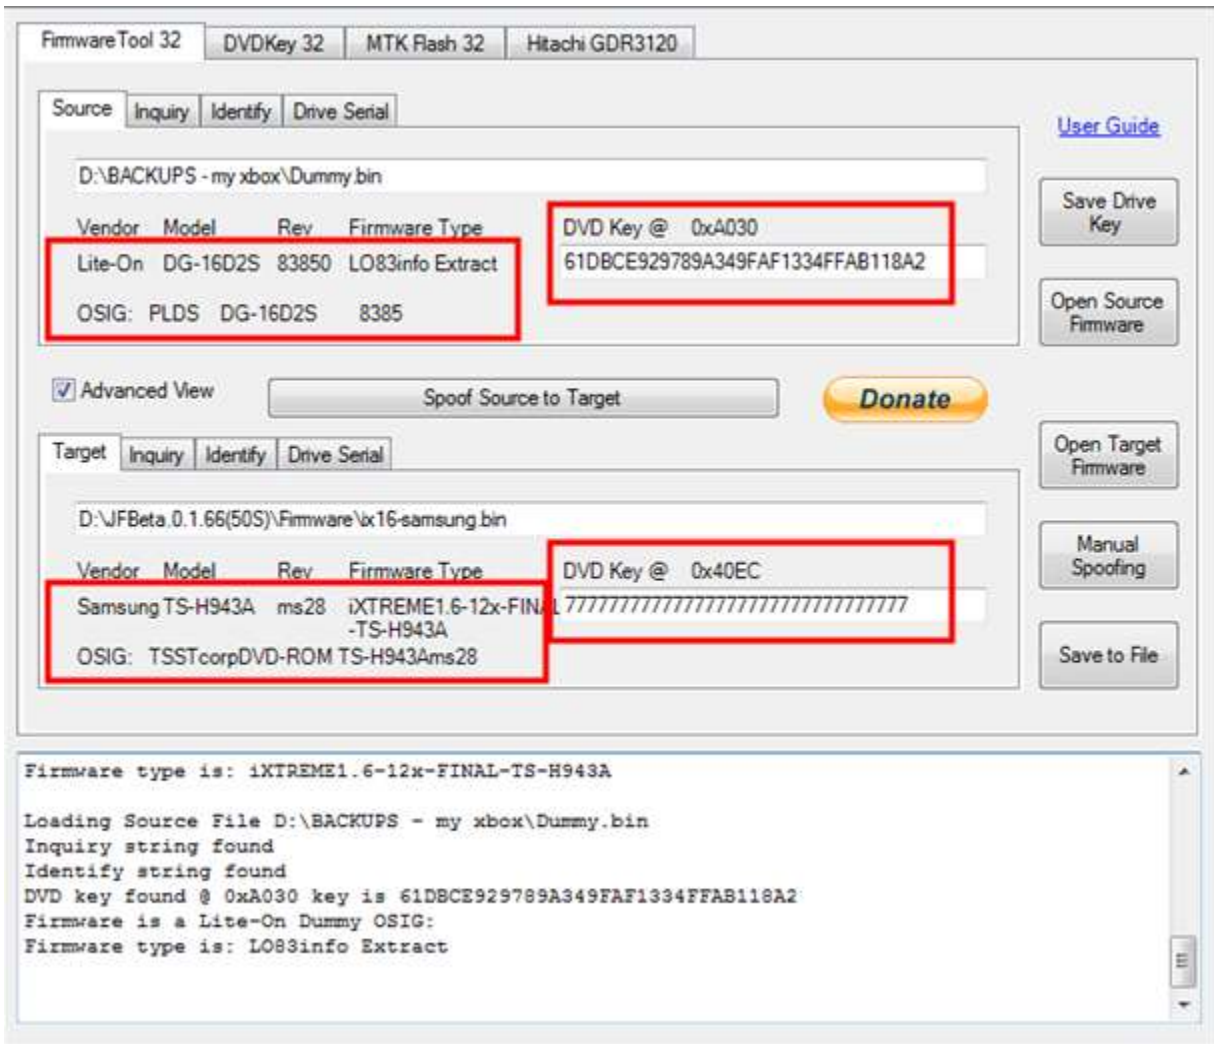 FirmwareTool 32 DVDKey 32 MTK Flash 32 Hitachi GDR3120
Source Inquiry Identify Drive Serial
User Guide
D:\BACKUPS - my xbox\Dummy.bin
Save Drive
Key
Vendor Model Rev Firmware Type DVD Key @ 0xA030
Lite-On DG-16D2S 83850 LO83info Extract 61DBCE929789A349FAF1334FFAB118A2
OSIG: PLDS DG-16D2S 8385
Open Source
Firmware
Advanced View Spoof Source to Target Donate
Target Inquiry Identify Drive Serial
Open Target
Firmware
D:\JFBeta.0.1.66(50S)\Firmware\ix16-samsung.bin
Manual
Spoofing
Vendor Model Rev Firmware Type DVD Key @ 0x40EC
Samsung TS-H943A ms28 iXTREME1.6-12x-FINAL 77777777777777777777777777777777
-TS-H943A
OSIG: TSSTcorpDVD-ROM TS-H943Ams28
Save to File
Firmware type is: iXTREME1.6-12x-FINAL-TS-H943A
Loading Source File D:\BACKUPS - my xbox\Dummy.bin
Inquiry string found
Identify string found
DVD key found @ 0xA030 key is 61DBCE929789A349FAF1334FFAB118A2
Firmware is a Lite-On Dummy OSIG:
Firmware type is: LO83info Extract